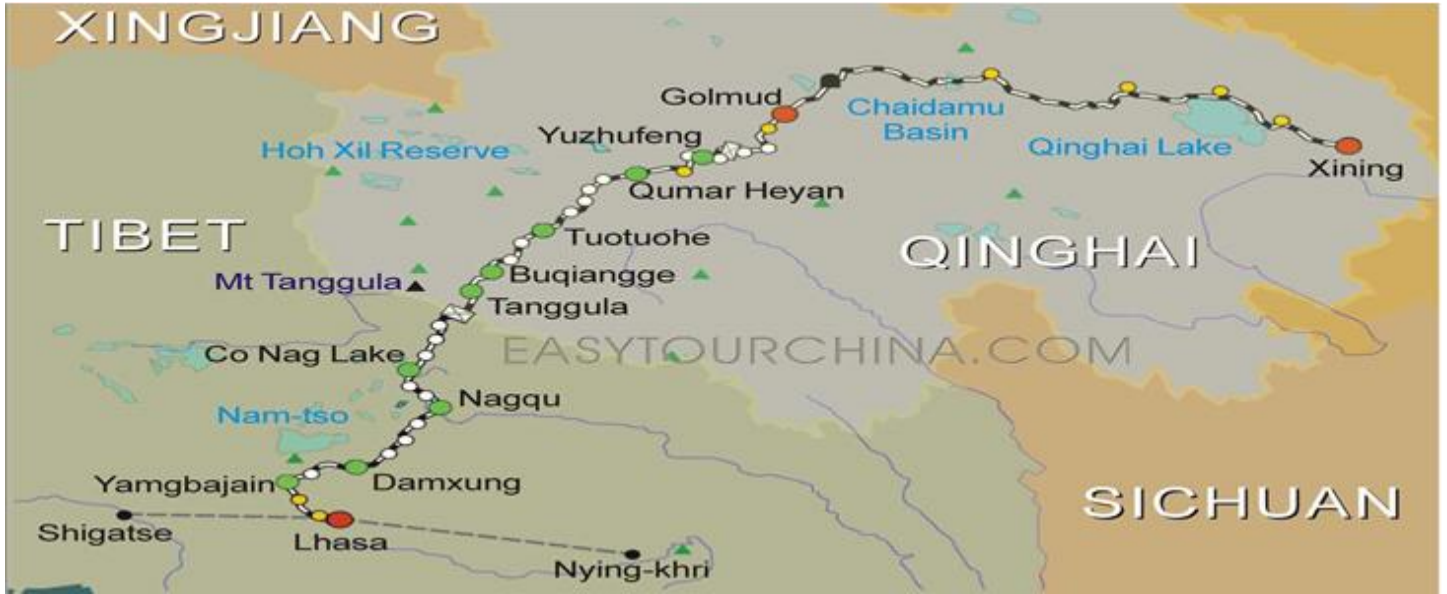 XINGJIANG
Golmud
Chaidamu
Basin
Yuzhufeng
Hoh Xil Reserve
Qinghai Lake
Xining
Qumar Heyan
TIBET
Tuotuohe
QINGHAI
Buqiangge
Mt Tanggula
Tanggula
EASYTOURCHINA.COM
Co Nag Lake
Nagqu
Nam-tso
Yamgbajain
Damxung
SICHUAN
Shigatse
Lhasa
Nying-khri